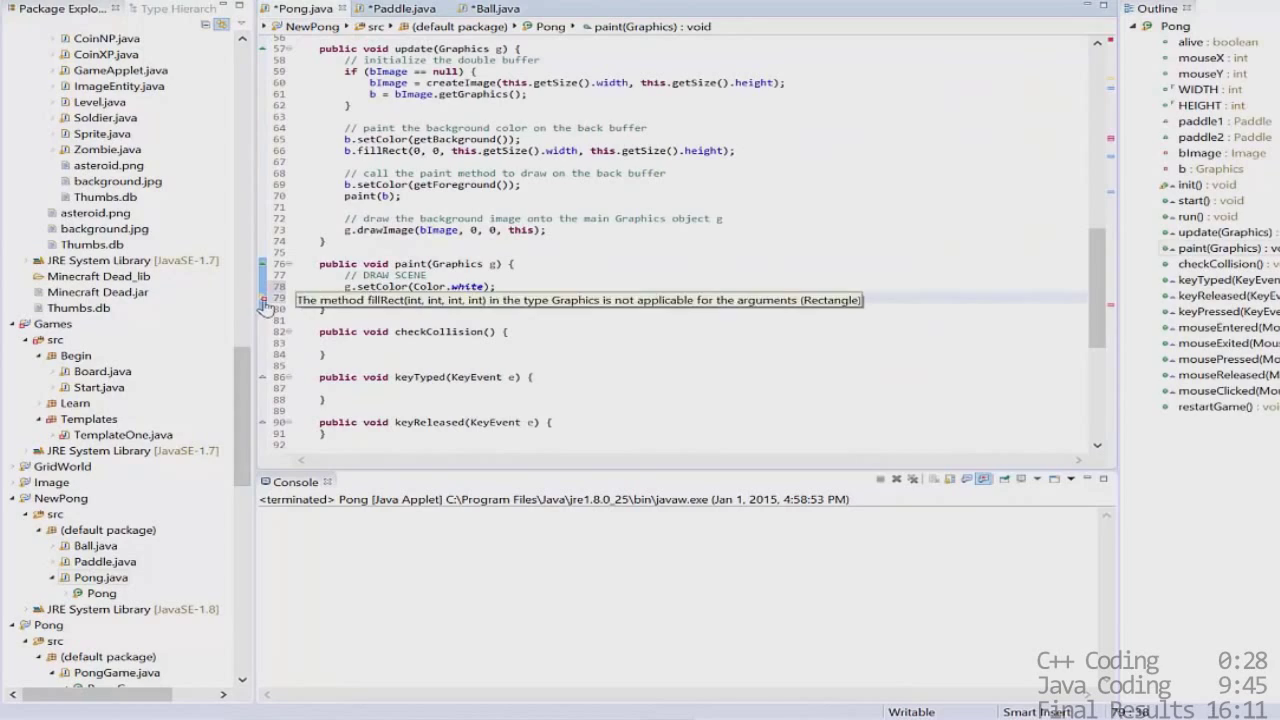 Package Explo...
Type Hierarch
CoinNP.java
CoinXP.java
GameApplet.java
ImageEntity.java
Level.java
Soldier.java
Sprite.java
Zombie.java
asteroid.png
background.jpg
Thumbs.db
asteroid.png
background.jpg
Thumbs.db
JRE System Library [JavaSE-1.7]
Minecraft Dead_lib
Minecraft Dead.jar
Thumbs.db
Games
src
Begin
Board.java
Start.java
Learn
Templates
TemplateOne.java
JRE System Library [JavaSE-1.7]
GridWorld
Image
NewPong
src
(default package)
Ball.java
Paddle.java
Pong.java
Pong
JRE System Library [JavaSE-1.8]
Pong
src
(default package)
PongGame.java
*Pong.java *Paddle.java *Ball.java
NewPong src (default package) Pong paint(Graphics) : void
56
57 public void update(Graphics g) {
58 // initialize the double buffer
59 if (bImage == null) {
60 bImage = createImage(this.getSize().width, this.getSize().height);
61 b = bImage.getGraphics();
62 }
63
64 // paint the background color on the back buffer
65 b.setColor(getBackground());
66 b.fillRect(0, 0, this.getSize().width, this.getSize().height);
67
68 // call the paint method to draw on the back buffer
69 b.setColor(getForeground());
70 paint(b);
71
72 // draw the background image onto the main Graphics object g
73 g.drawImage(bImage, 0, 0, this);
74 }
75
76 public void paint(Graphics g) {
77 // DRAW SCENE
78 g.setColor(Color.white);
79 The method fillRect(int, int, int, int) in the type Graphics is not applicable for the arguments (Rectangle)
80 }
81
82 public void checkCollision() {
83
84 }
85
86 public void keyTyped(KeyEvent e) {
87
88 }
89
90 public void keyReleased(KeyEvent e) {
91 }
92
Console
<terminated> Pong [Java Applet] C:\Program Files\Java\jre1.8.0_25\bin\javaw.exe (Jan 1, 2015, 4:58:53 PM)
Outline
Pong
alive : boolean
mouseX : int
mouseY : int
WIDTH : int
HEIGHT : int
paddle1 : Paddle
paddle2 : Paddle
bImage : Image
b : Graphics
init() : void
start() : void
run() : void
update(Graphics) :
paint(Graphics) : void
checkCollision() :
keyTyped(KeyEve
keyReleased(KeyE
keyPressed(KeyEv
mouseEntered(Mo
mouseExited(Mou
mousePressed(Mo
mouseReleased(M
mouseClicked(Mo
restartGame() : vo
C++ Coding 0:28
Java Coding 9:45
Final Results 16:11
Writable Smart Insert